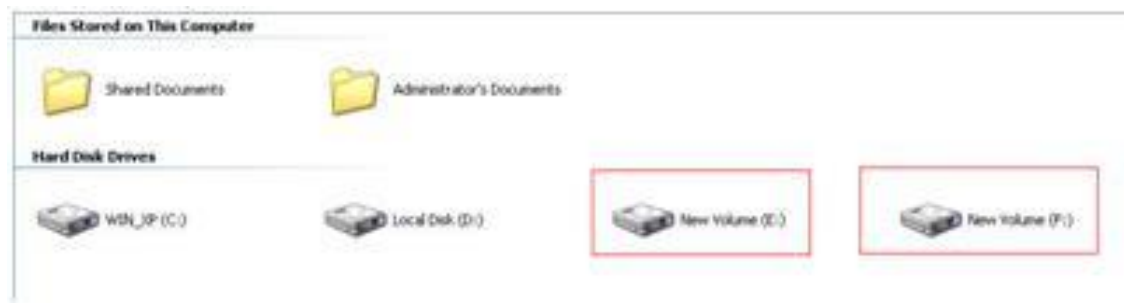 Files Stored on This Computer
Shared Documents Administrator's Documents
Hard Disk Drives
WIN_XP (C:) Local Disk (D:) New Volume (E:) New Volume (F:)